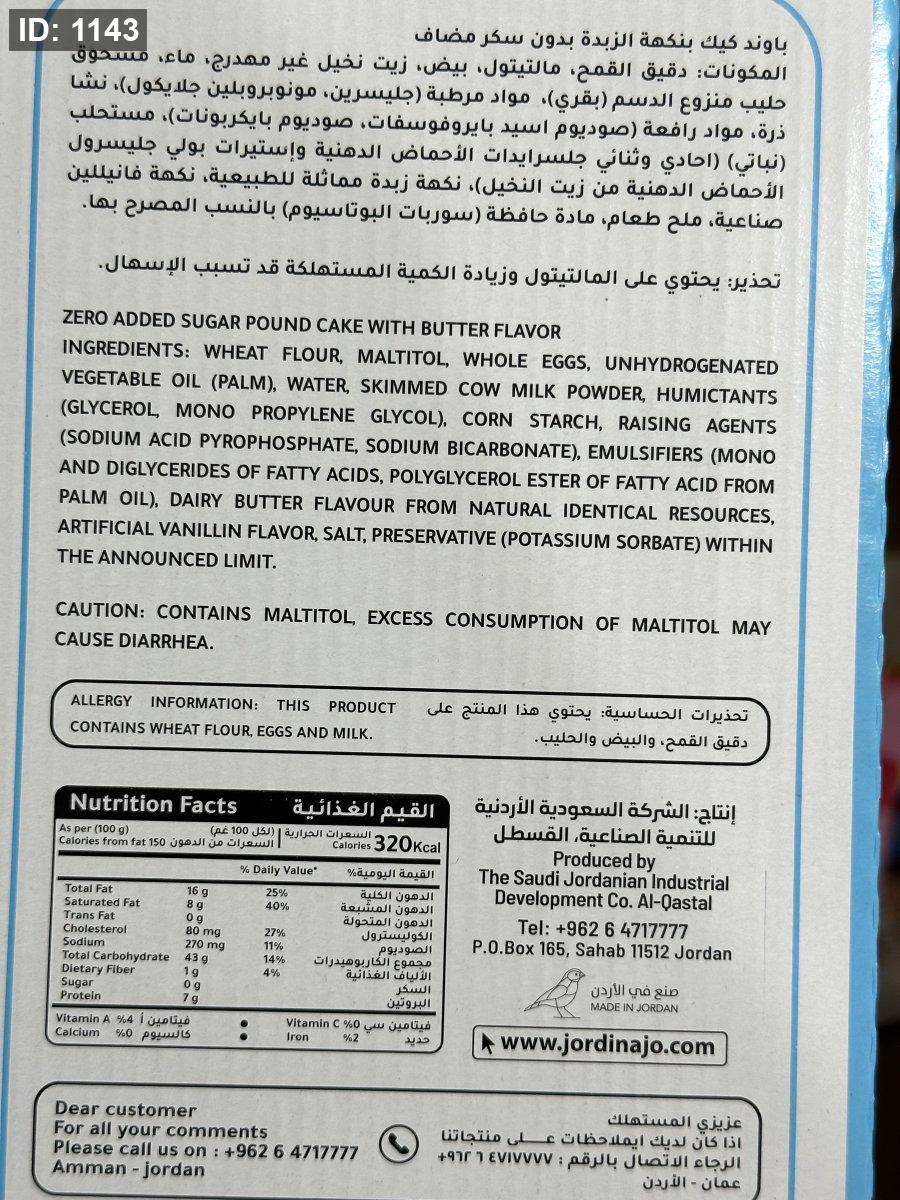 ID: 1143
باوند كيك بنكهة الزبدة بدون سكر مضاف
المكونات: دقيق القمح، مالتيتول، بيض، زيت نخيل غير مهدرج، ماء، مسحوق
حليب منزوع الدسم (بقري)، مواد مرطبة (جليسرين، مونوبروبلين جلايكول)، نشا
ذرة، مواد رافعة (صوديوم اسيد بايروفوسفات، صوديوم بايكربونات)، مستحلب
(نباتي) (احادي وثنائي جلسرايدات الأحماض الدهنية وإستيرات بولي جليسرول
الأحماض الدهنية من زيت النخيل)، نكهة زبدة مماثلة للطبيعية، نكهة فانيللين
صناعية، ملح طعام، مادة حافظة (سوربات البوتاسيوم) بالنسب المصرح بها.
تحذير: يحتوي على المالتيتول وزيادة الكمية المستهلكة قد تسبب الإسهال.
ZERO ADDED SUGAR POUND CAKE WITH BUTTER FLAVOR
INGREDIENTS: WHEAT FLOUR, MALTITOL, WHOLE EGGS, UNHYDROGENATED
VEGETABLE OIL (PALM), WATER, SKIMMED COW MILK POWDER, HUMICTANTS
(GLYCEROL, MONO PROPYLENE GLYCOL), CORN STARCH, RAISING AGENTS
(SODIUM ACID PYROPHOSPHATE, SODIUM BICARBONATE), EMULSIFIERS (MONO
AND DIGLYCERIDES OF FATTY ACIDS, POLYGLYCEROL ESTER OF FATTY ACID FROM
PALM OIL), DAIRY BUTTER FLAVOUR FROM NATURAL IDENTICAL RESOURCES,
ARTIFICIAL VANILLIN FLAVOR, SALT, PRESERVATIVE (POTASSIUM SORBATE) WITHIN
THE ANNOUNCED LIMIT.
CAUTION: CONTAINS MALTITOL, EXCESS CONSUMPTION OF MALTITOL MAY
CAUSE DIARRHEA.
ALLERGY INFORMATION: THIS PRODUCT
CONTAINS WHEAT FLOUR, EGGS AND MILK.
تحذيرات الحساسية: يحتوي هذا المنتج على
دقيق القمح، والبيض والحليب.
Nutrition Facts القيم الغذائية
As per (100 g) (لكل 100 غم)
Calories from fat 150 السعرات من الدهون
السعرات الحرارية
Calories 320Kcal
% Daily Value* القيمة اليومية%
Total Fat 16 g 25% الدهون الكلية
Saturated Fat 8 g 40% الدهون المشبعة
Trans Fat 0 g الدهون المتحولة
Cholesterol 80 mg 27% الكوليسترول
Sodium 270 mg 11% الصوديوم
Total Carbohydrate 43 g 14% مجموع الكاربوهيدرات
Dietary Fiber 1 g 4% الألياف الغذائية
Sugar 0 g السكر
Protein 7 g البروتين
Vitamin A %4 فيتامين أ • Vitamin C %0 فيتامين سي
Calcium %0 كالسيوم • Iron %2 حديد
إنتاج: الشركة السعودية الأردنية
للتنمية الصناعية، القسطل
Produced by
The Saudi Jordanian Industrial
Development Co. Al-Qastal
Tel: +962 6 4717777
P.O.Box 165, Sahab 11512 Jordan
صنع في الأردن
MADE IN JORDAN
www.jordinajo.com
Dear customer
For all your comments
Please call us on : +962 6 4717777
Amman - jordan
عزيزي المستهلك
اذا كان لديك ايملاحظات على منتجاتنا
الرجاء الاتصال بالرقم : ٤٧١٧٧٧٧ ٦ ٩٦٢+
عمان - الأردن